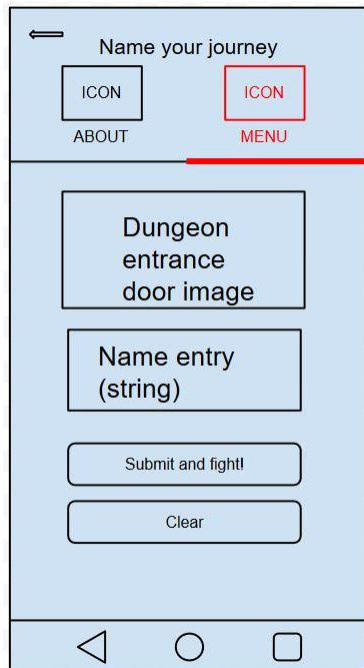 Name your journey
ICON
ICON
ABOUT
MENU
Dungeon
entrance
door image
Name entry
(string)
Submit and fight!
Clear